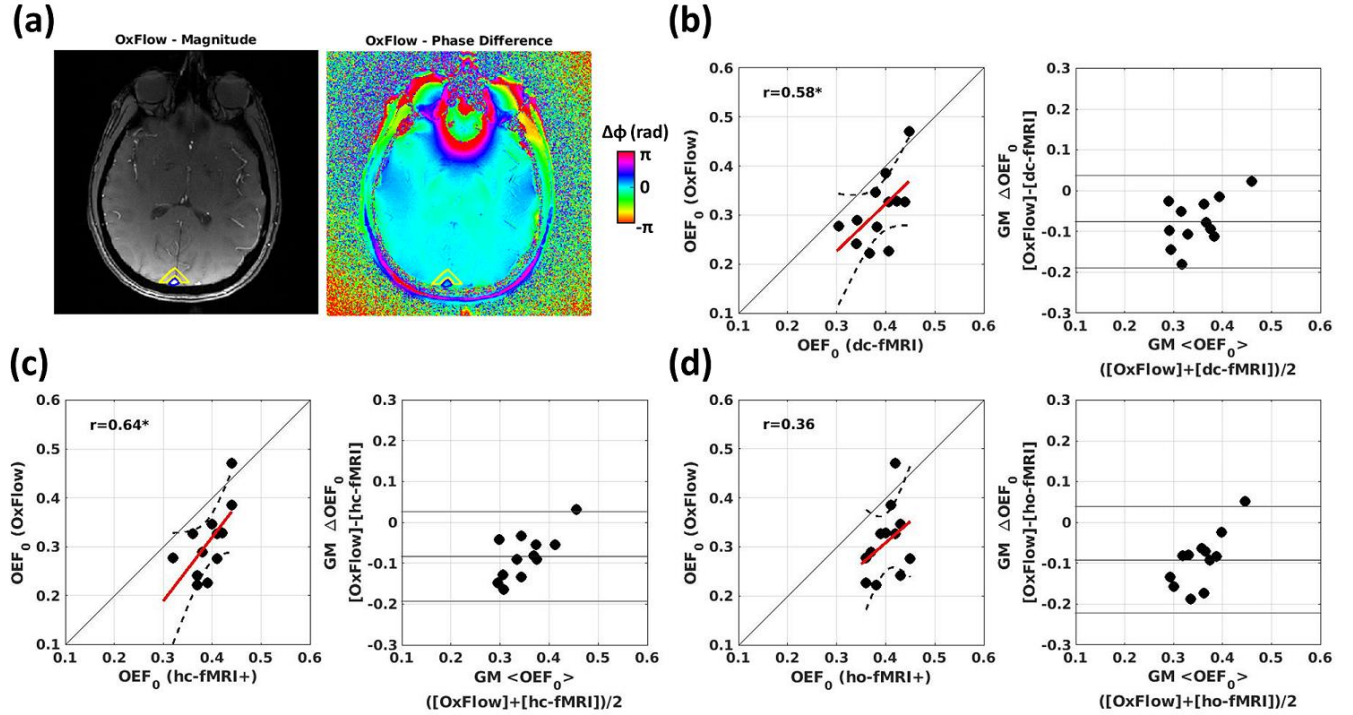 (a)
OxFlow - Magnitude
OxFlow - Phase Difference
Δϕ (rad)
π
0
-π
(b)
r=0.58*
OEF₀ (OxFlow)
0.6
0.5
0.4
0.3
0.2
0.1
0.1 0.2 0.3 0.4 0.5 0.6
OEF₀ (dc-fMRI)
GM △OEF₀
[OxFlow]-[dc-fMRI]
0.3
0.2
0.1
0
-0.1
-0.2
-0.3
0.1 0.2 0.3 0.4 0.5 0.6
GM <OEF₀>
([OxFlow]+[dc-fMRI])/2
(c)
r=0.64*
OEF₀ (OxFlow)
0.6
0.5
0.4
0.3
0.2
0.1
0.1 0.2 0.3 0.4 0.5 0.6
OEF₀ (hc-fMRI+)
GM △OEF₀
[OxFlow]-[hc-fMRI]
0.3
0.2
0.1
0
-0.1
-0.2
-0.3
0.1 0.2 0.3 0.4 0.5 0.6
GM <OEF₀>
([OxFlow]+[hc-fMRI])/2
(d)
r=0.36
OEF₀ (OxFlow)
0.6
0.5
0.4
0.3
0.2
0.1
0.1 0.2 0.3 0.4 0.5 0.6
OEF₀ (ho-fMRI+)
GM △OEF₀
[OxFlow]-[ho-fMRI]
0.3
0.2
0.1
0
-0.1
-0.2
-0.3
0.1 0.2 0.3 0.4 0.5 0.6
GM <OEF₀>
([OxFlow]+[ho-fMRI])/2